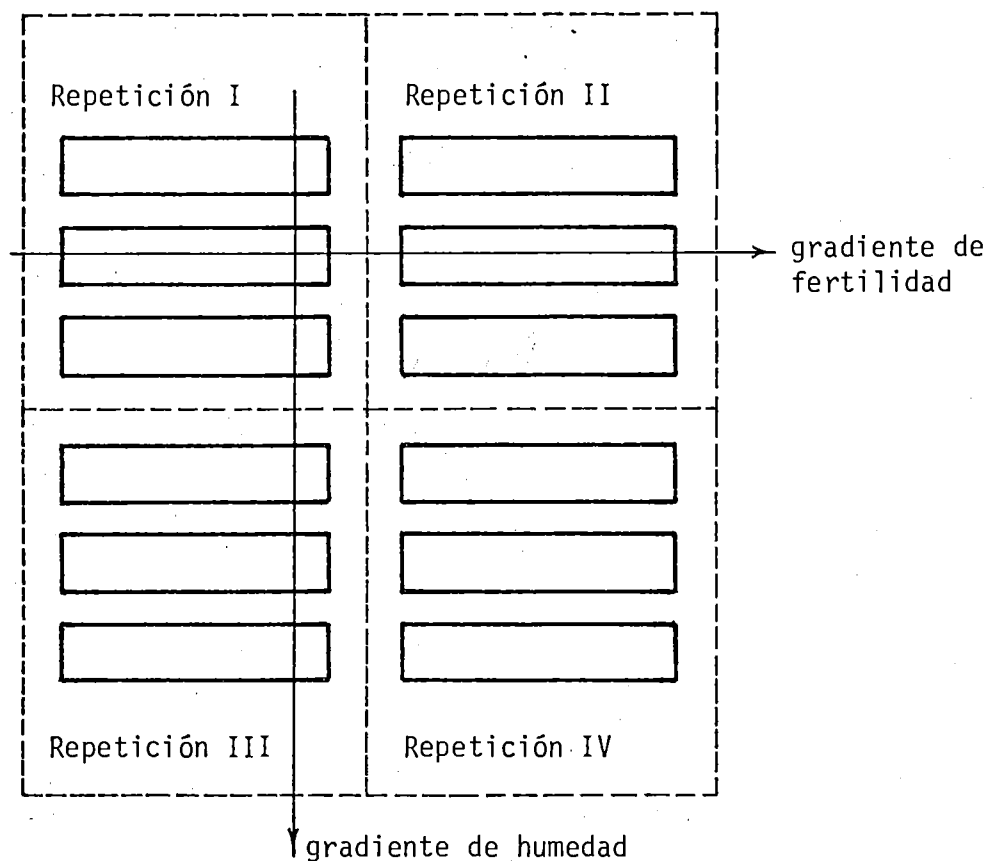 Repetición I
Repetición II
gradiente de
fertilidad
Repetición III
Repetición IV
gradiente de humedad